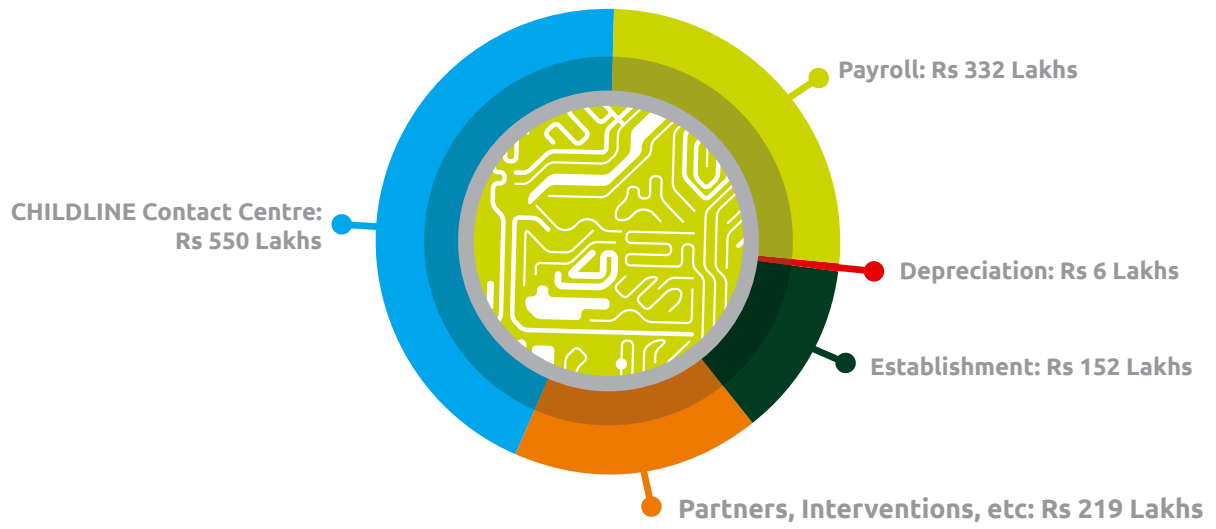 Payroll: Rs 332 Lakhs
CHILDLINE Contact Centre:
Rs 550 Lakhs
Depreciation: Rs 6 Lakhs
Establishment: Rs 152 Lakhs
Partners, Interventions, etc: Rs 219 Lakhs